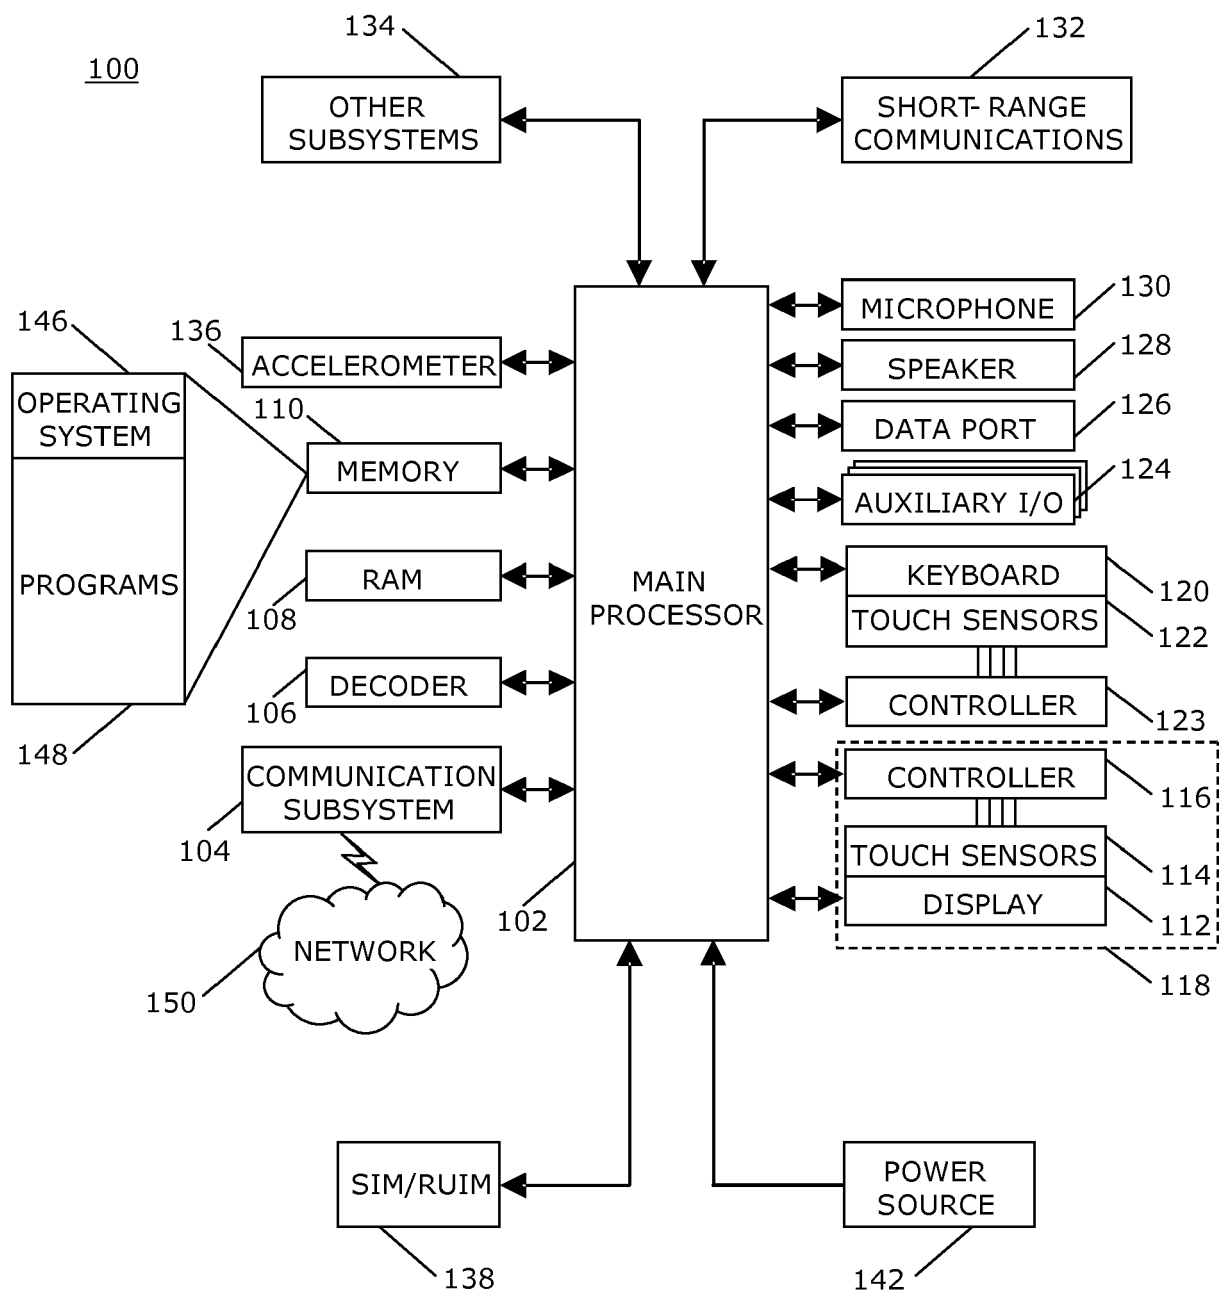 134
132
100
OTHER
SUBSYSTEMS
SHORT-RANGE
COMMUNICATIONS
146
136
ACCELEROMETER
110
OPERATING
SYSTEM
MEMORY
PROGRAMS
RAM
108
DECODER
106
148
COMMUNICATION
SUBSYSTEM
104
NETWORK
150
102
MAIN
PROCESSOR
MICROPHONE
130
SPEAKER
128
DATA PORT
126
AUXILIARY I/O
124
KEYBOARD
120
TOUCH SENSORS
122
CONTROLLER
123
CONTROLLER
116
TOUCH SENSORS
114
DISPLAY
112
118
SIM/RUIM
138
POWER
SOURCE
142